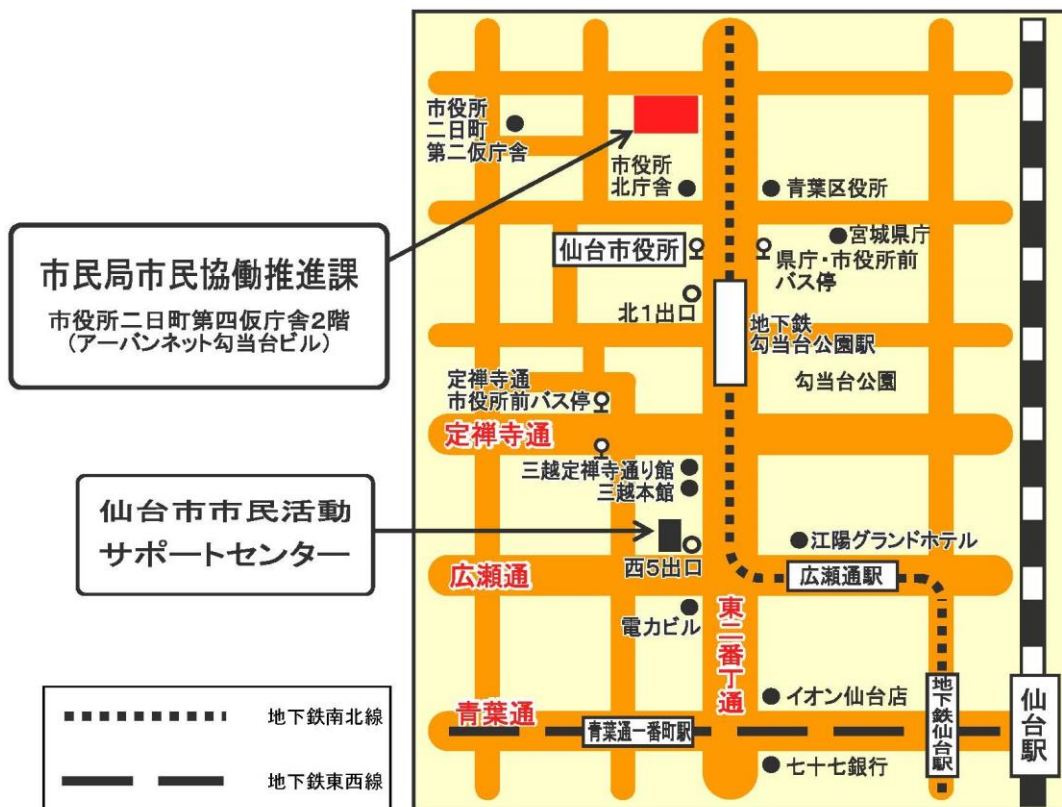 市役所
二日町
第二仮庁舎
市役所
北庁舎
青葉区役所
仙台市役所
宮城県庁
県庁・市役所前
バス停
北1出口
地下鉄
勾当台公園駅
勾当台公園
市民局市民協働推進課
市役所二日町第四仮庁舎2階
(アーバンネット勾当台ビル)
定禅寺通
市役所前バス停
定禅寺通
三越定禅寺通り館
三越本館
仙台市市民活動
サポートセンター
西5出口
江陽グランドホテル
広瀬通
広瀬通駅
電力ビル
東二番丁通
イオン仙台店
青葉通
青葉通一番町駅
地下鉄仙台駅
仙台駅
七十七銀行
地下鉄南北線
地下鉄東西線